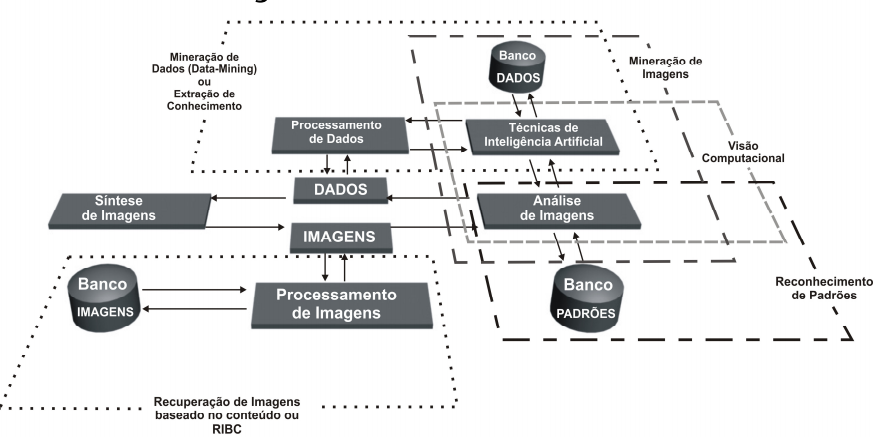 Mineração de
Dados (Data-Mining)
ou
Extração de
Conhecimento
Banco
DADOS
Mineração de
Imagens
Processamento
de Dados
Técnicas de
Inteligência Artificial
Visão
Computacional
DADOS
Síntese
de Imagens
Análise
de Imagens
IMAGENS
Banco
IMAGENS
Processamento
de Imagens
Banco
PADRÕES
Reconhecimento
de Padrões
Recuperação de Imagens
baseado no conteúdo ou
RIBC